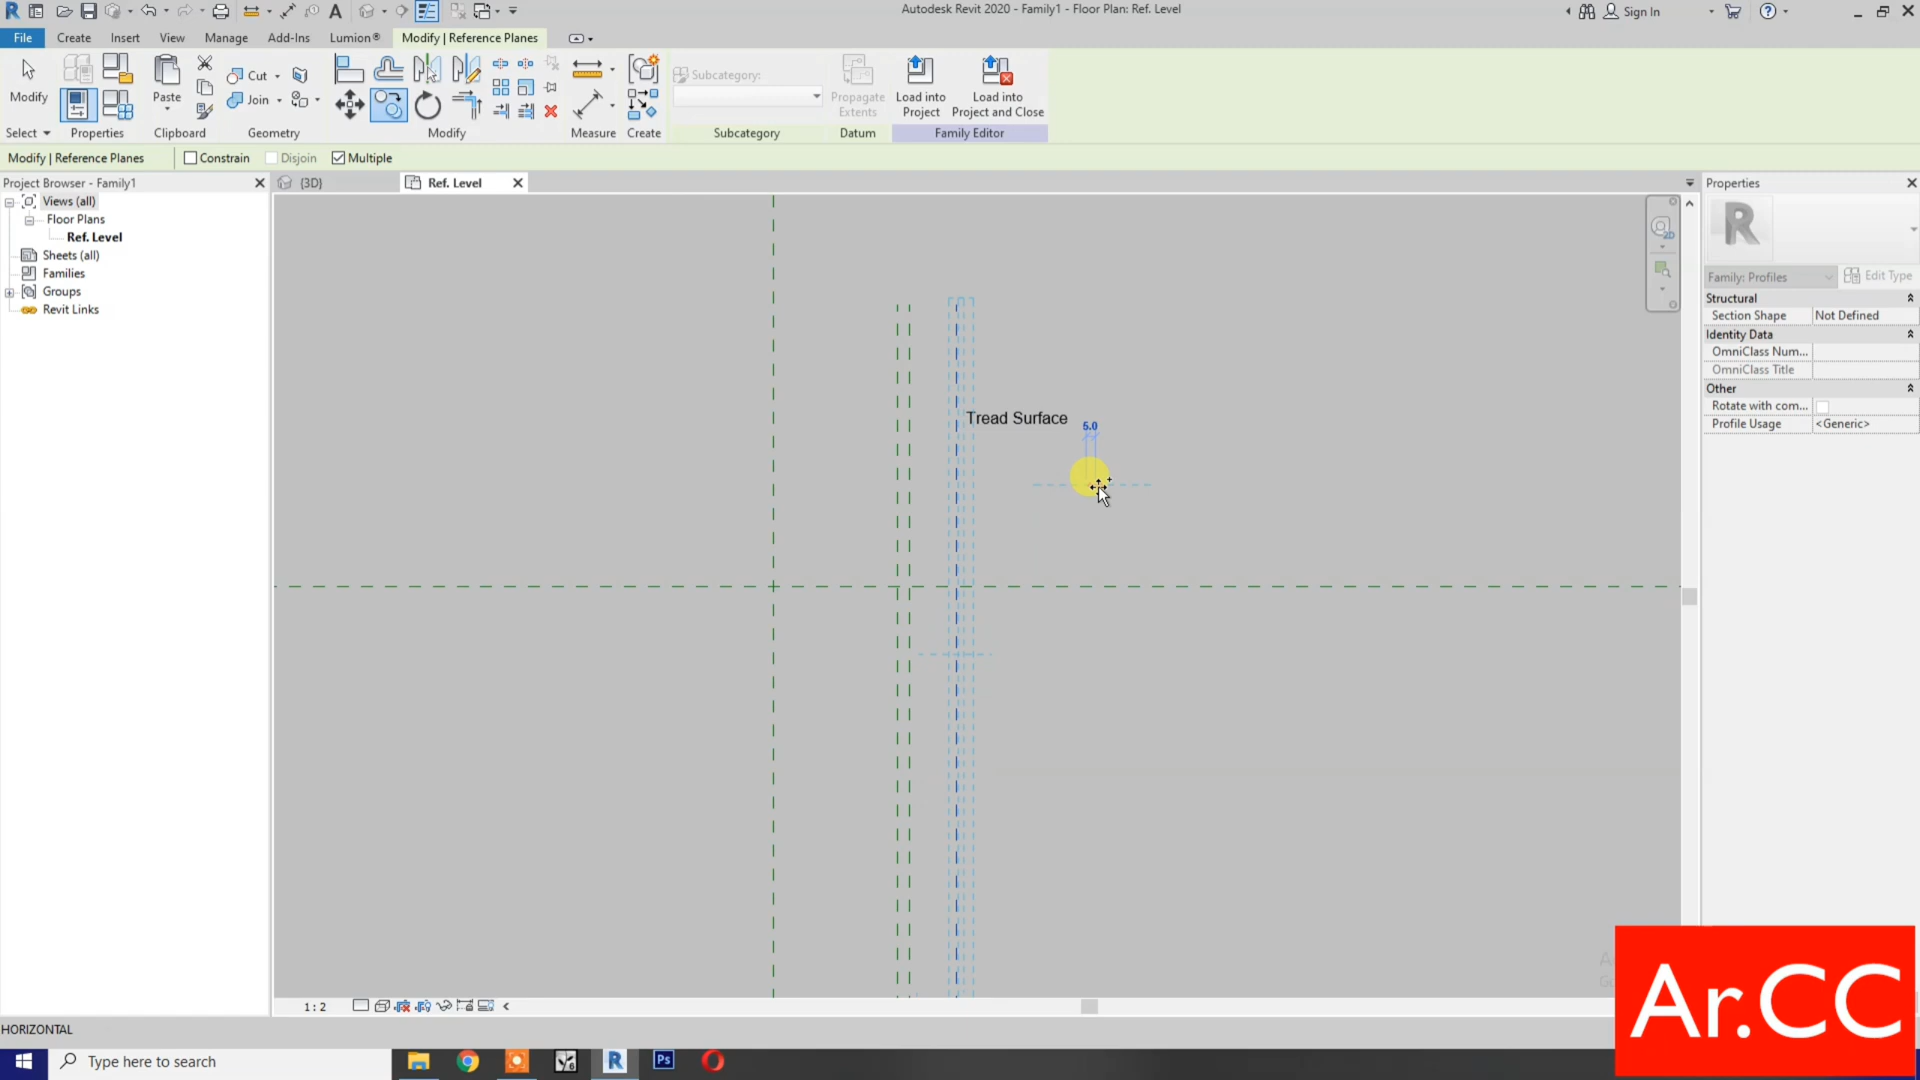 Autodesk Revit 2020 - Family1 - Floor Plan: Ref. Level
Sign In
File Create Insert View Manage Add-Ins Lumion® Modify | Reference Planes
Modify Paste Cut Join Subcategory: Propagate Extents Load into Project Load into Project and Close
Select Properties Clipboard Geometry Modify Measure Create Subcategory Datum Family Editor
Modify | Reference Planes Constrain Disjoin Multiple
Project Browser - Family1
{3D}
Ref. Level
Properties
Views (all)
Floor Plans
Ref. Level
Sheets (all)
Families
Groups
Revit Links
2D
R
Family: Profiles
Edit Type
Structural
Section Shape Not Defined
Identity Data
OmniClass Num...
OmniClass Title
Other
Rotate with com...
Profile Usage <Generic>
Tread Surface
5.0
1 : 2
HORIZONTAL
Type here to search
R
Ps
Ar.CC